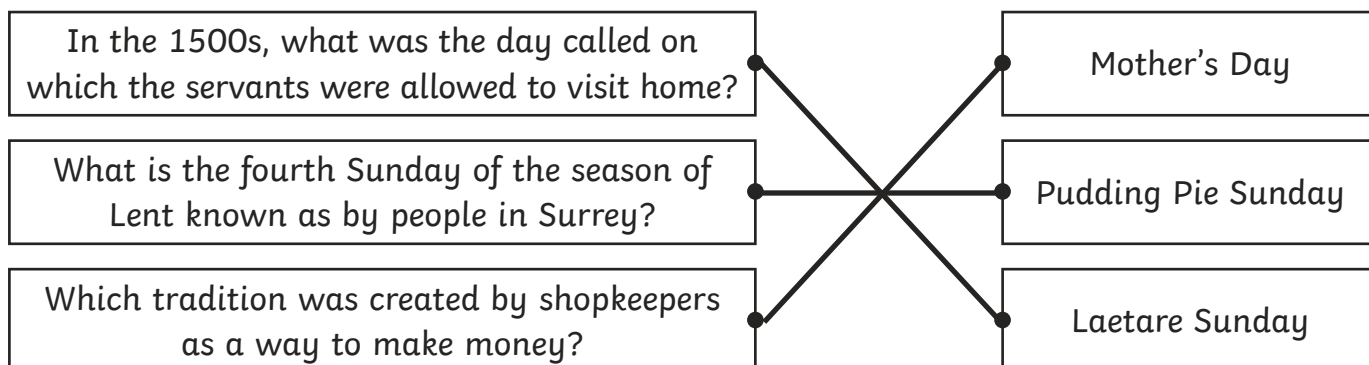 In the 1500s, what was the day called on
which the servants were allowed to visit home?
Mother's Day
What is the fourth Sunday of the season of
Lent known as by people in Surrey?
Pudding Pie Sunday
Which tradition was created by shopkeepers
as a way to make money?
Laetare Sunday